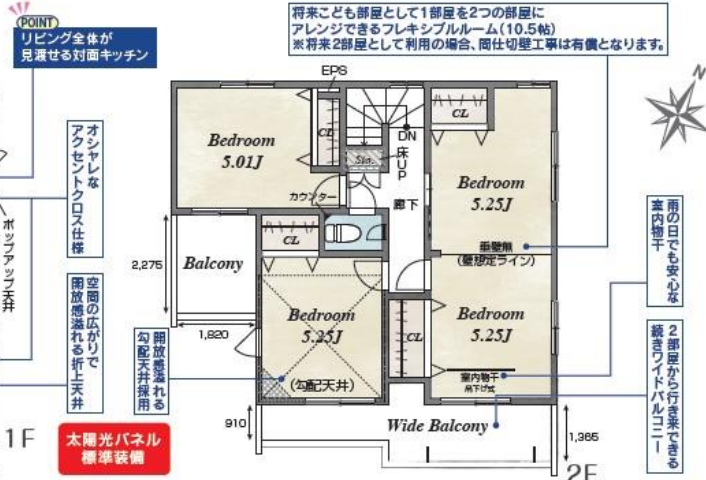 POINT
リビング全体が
見渡せる対面キッチン
将来こども部屋として1部屋を2つの部屋に
アレンジできるフレキシブルルーム(10.5帖)
※将来2部屋として利用の場合、間仕切壁工事は有償となります。
オシャレな
アクセントクロス仕様
ポップアップ天井
空間の広がりで
開放感溢れる折上天井
1F
太陽光パネル
標準装備
開放感溢れる
勾配天井採用
EPS
Bedroom
5.01J
CL
DN
Sto.
床UP
カウンター
廊下
CL
Bedroom
5.25J
垂壁無
(壁想定ライン)
N
2,275
Balcony
1,820
CL
Bedroom
5.25J
(勾配天井)
CL
Bedroom
5.25J
室内物干
吊下げ式
雨の日でも安心な
室内物干
2部屋から行き来できる
続きワイドバルコニー
910
Wide Balcony
1,365
2F